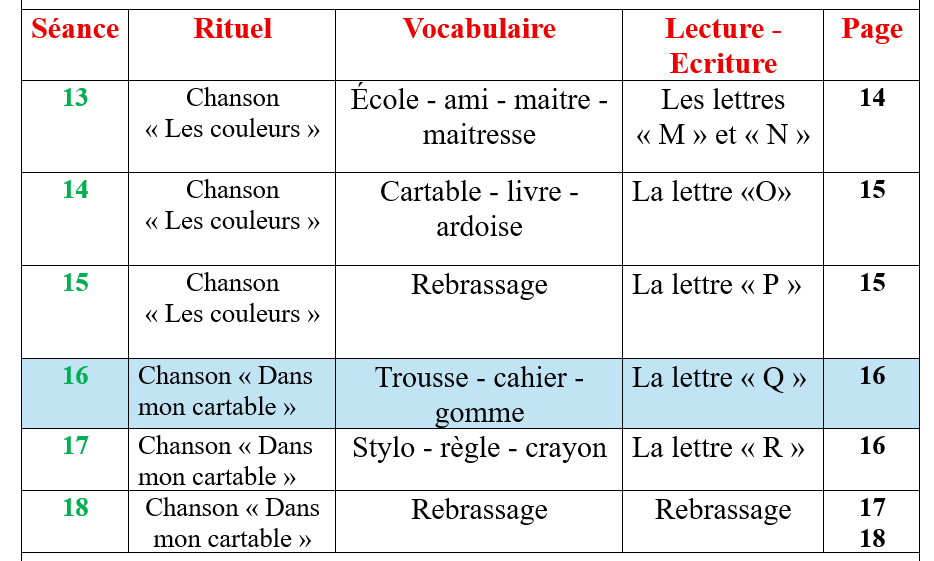 Séance Rituel Vocabulaire Lecture -
Ecriture Page
13 Chanson
« Les couleurs » École - ami - maitre -
maitresse Les lettres
« M » et « N » 14
14 Chanson
« Les couleurs » Cartable - livre -
ardoise La lettre «O» 15
15 Chanson
« Les couleurs » Rebrassage La lettre « P » 15
16 Chanson « Dans
mon cartable » Trousse - cahier -
gomme La lettre « Q » 16
17 Chanson « Dans
mon cartable » Stylo - règle - crayon La lettre « R » 16
18 Chanson « Dans
mon cartable » Rebrassage Rebrassage 17
18